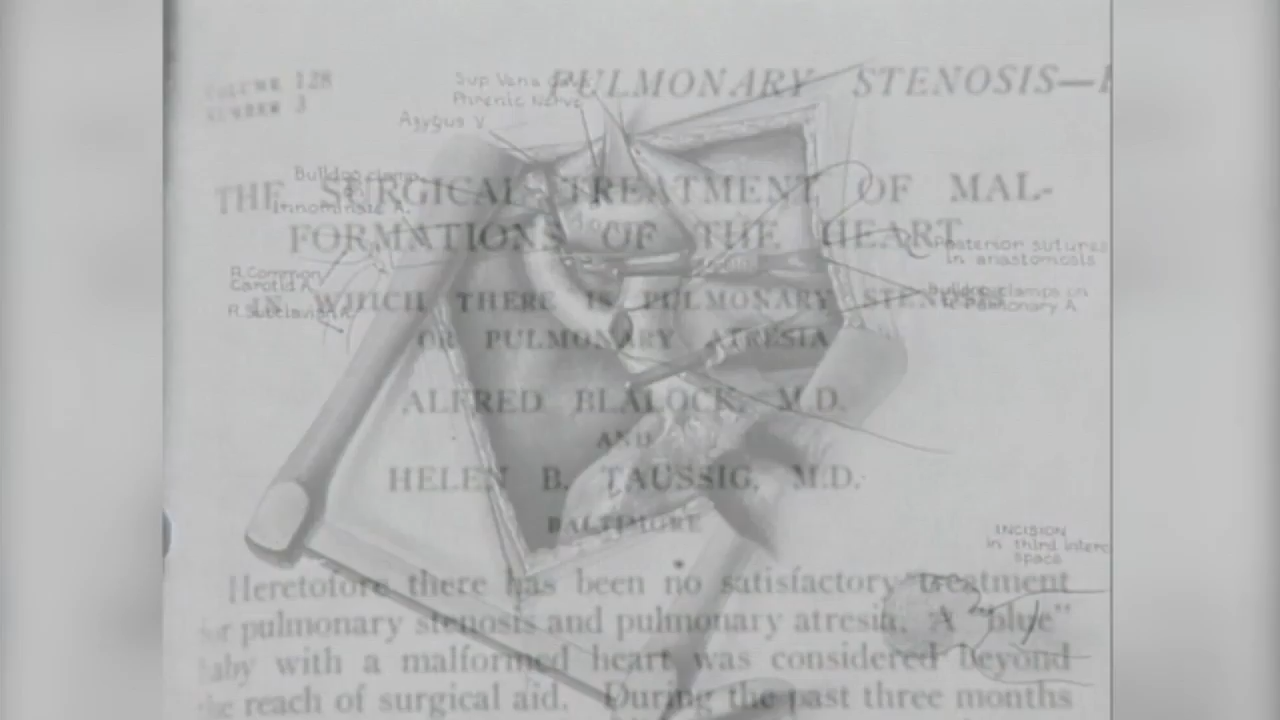 VOLUME 128
NUMBER 3
PULMONARY STENOSIS—
Sup Vena
Phrenic Nerve
Azygus V
Bulldog clamp
THE SURGICAL TREATMENT OF MAL-
Innominate A.
FORMATIONS OF THE HEART
Posterior sutures
in anastomosis
R. Common
Carotid A
Bulldog clamps on
R. Pulmonary A
IN WHICH THERE IS PULMONARY STENOSIS
R. Subclavian A
OR PULMONARY ATRESIA
ALFRED BLALOCK, M.D.
AND
HELEN B. TAUSSIG, M.D.
BALTIMORE
INCISION
in third interc
space
Heretofore there has been no satisfactory treatment
for pulmonary stenosis and pulmonary atresia. A "blue"
baby with a malformed heart was considered beyond
the reach of surgical aid. During the past three months